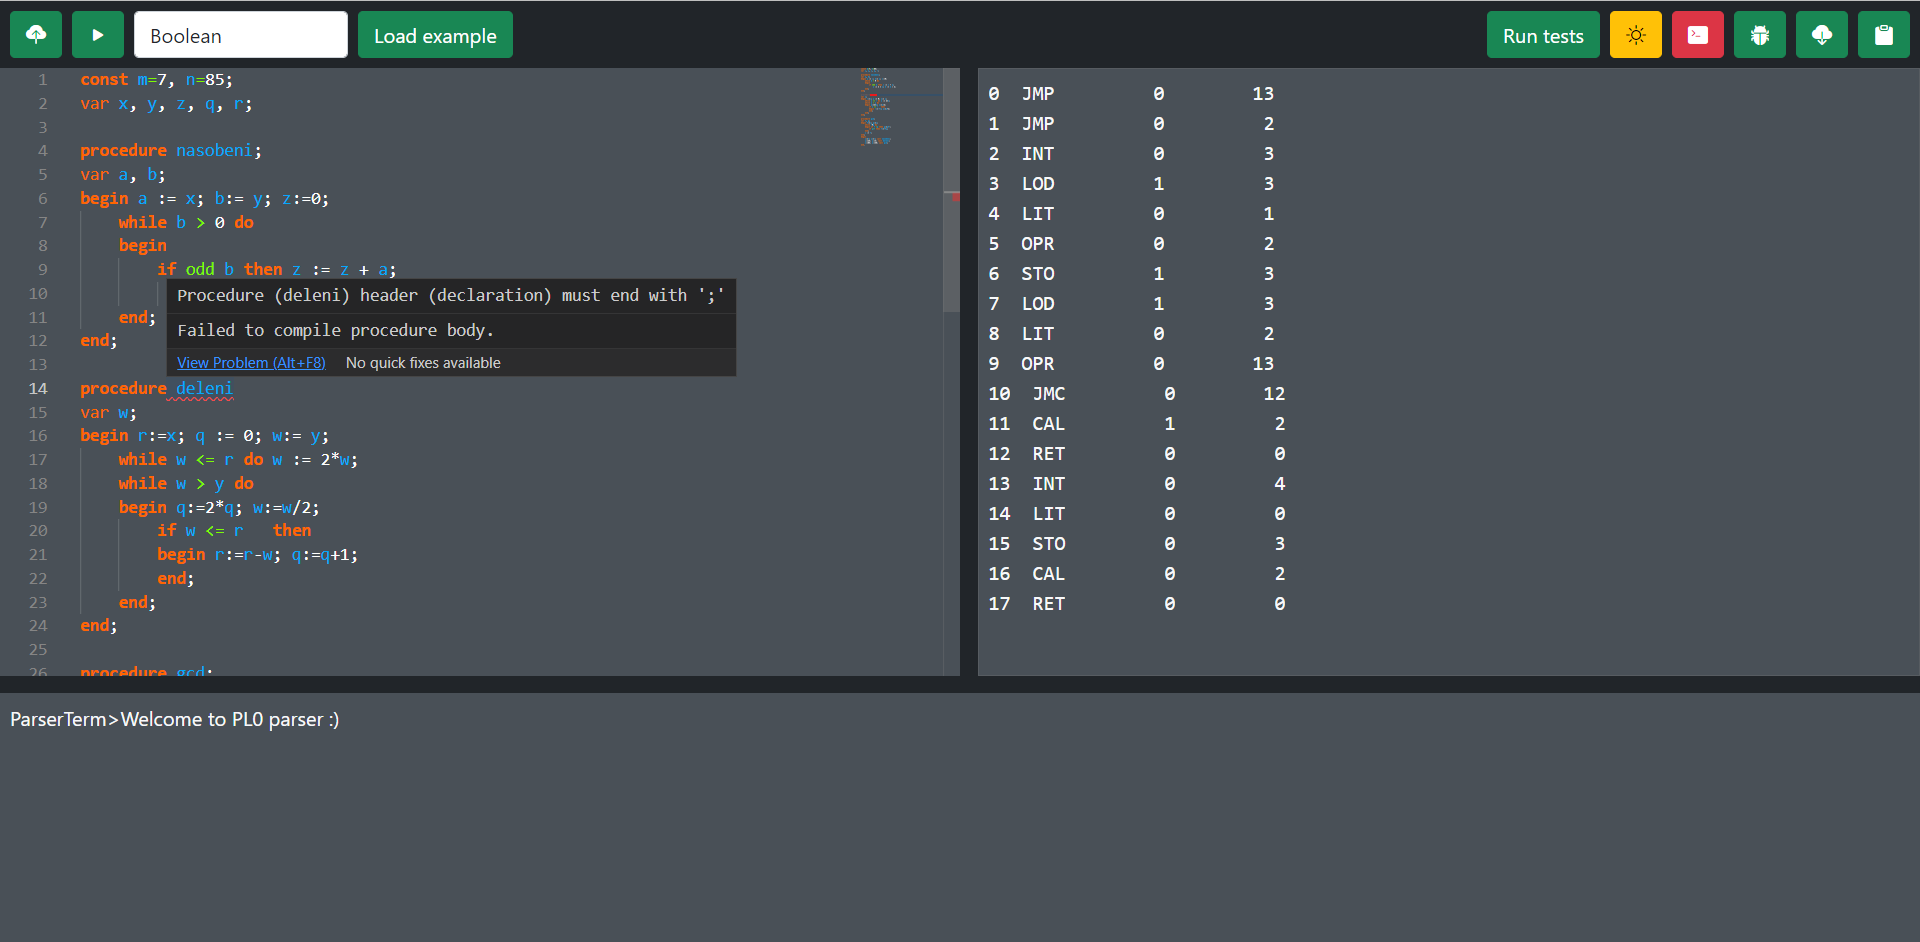 Boolean
Load example
Run tests
1 const m=7, n=85;
2 var x, y, z, q, r;
3
4 procedure nasobeni;
5 var a, b;
6 begin a := x; b:= y; z:=0;
7 while b > 0 do
8 begin
9 if odd b then z := z + a;
10
11 end;
12 end;
13
Procedure (deleni) header (declaration) must end with ';'
Failed to compile procedure body.
View Problem (Alt+F8) No quick fixes available
14 procedure deleni
15 var w;
16 begin r:=x; q := 0; w:= y;
17 while w <= r do w := 2*w;
18 while w > y do
19 begin q:=2*q; w:=w/2;
20 if w <= r then
21 begin r:=r-w; q:=q+1;
22 end;
23 end;
24 end;
25
26 procedure gcd;
0 JMP 0 13
1 JMP 0 2
2 INT 0 3
3 LOD 1 3
4 LIT 0 1
5 OPR 0 2
6 STO 1 3
7 LOD 1 3
8 LIT 0 2
9 OPR 0 13
10 JMC 0 12
11 CAL 1 2
12 RET 0 0
13 INT 0 4
14 LIT 0 0
15 STO 0 3
16 CAL 0 2
17 RET 0 0
ParserTerm>Welcome to PL0 parser :)